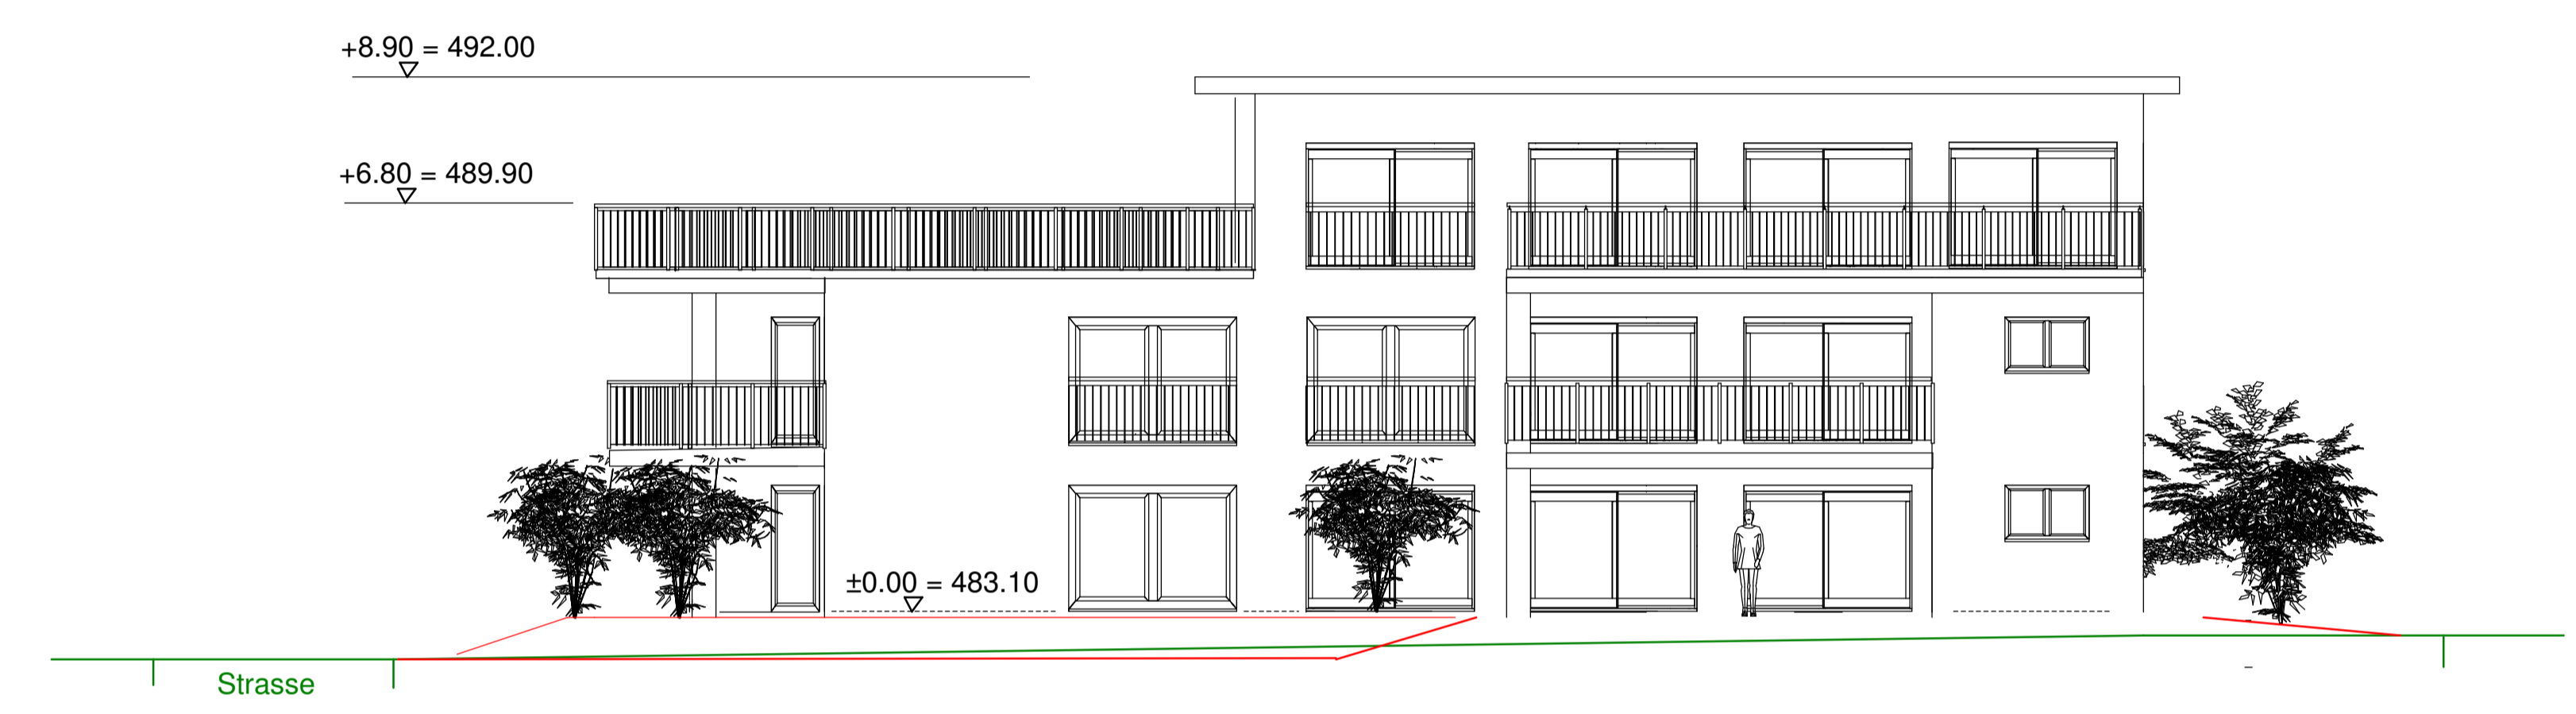 +8.90 = 492.00
+6.80 = 489.90
±0.00 = 483.10
Strasse